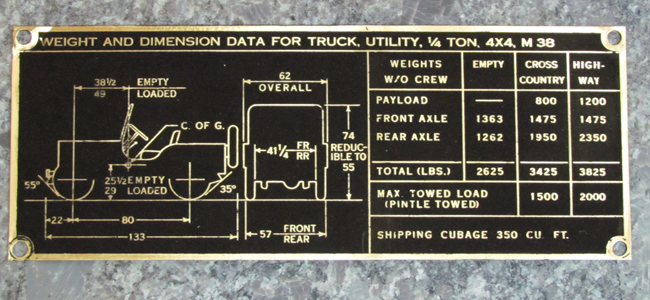 WEIGHT AND DIMENSION DATA FOR TRUCK, UTILITY, ¼ TON, 4X4, M 38
38½ EMPTY
49 LOADED
C. OF G.
25½ EMPTY
29 LOADED
55°
35°
22
80
133
62
OVERALL
41¼ FR
RR
74
REDUC-
IBLE TO
55
57 FRONT
REAR
WEIGHTS W/O CREW EMPTY CROSS COUNTRY HIGH-WAY
PAYLOAD — 800 1200
FRONT AXLE 1363 1475 1475
REAR AXLE 1262 1950 2350
TOTAL (LBS.) 2625 3425 3825
MAX. TOWED LOAD
(PINTLE TOWED) 1500 2000
SHIPPING CUBAGE 350 CU. FT.